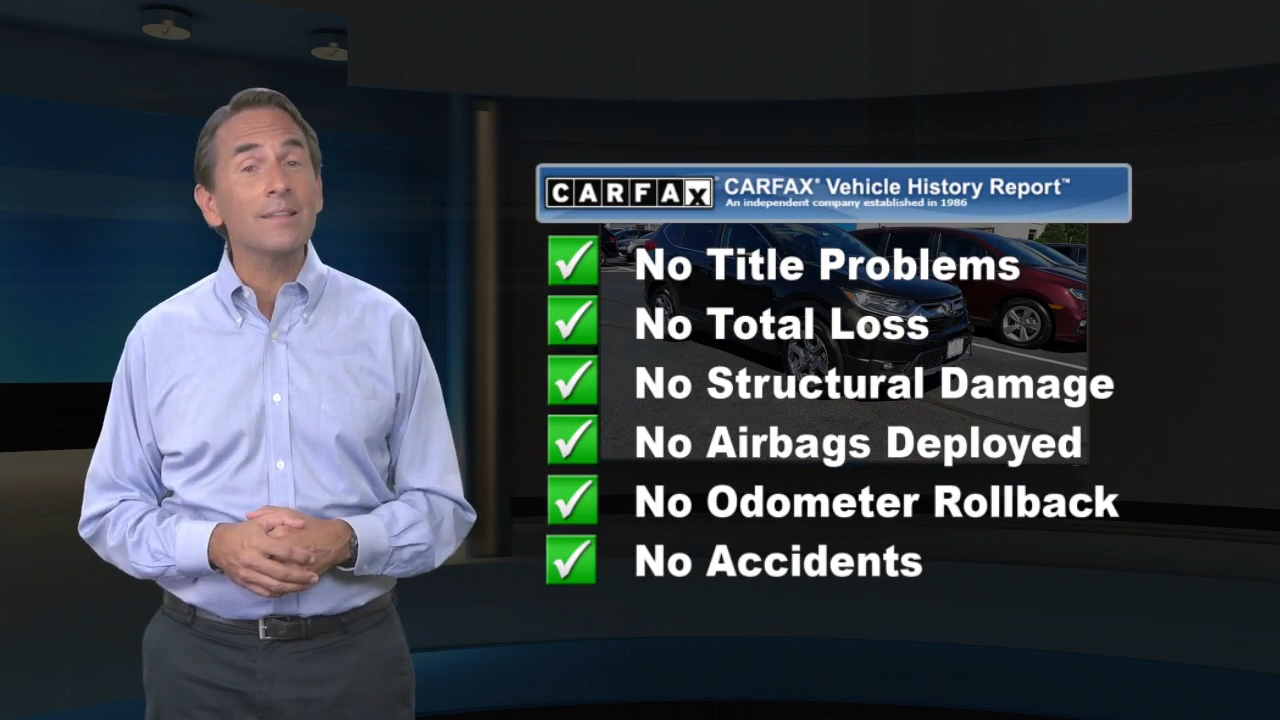 CARFAX® CARFAX® Vehicle History Report™
An independent company established in 1986
No Title Problems
No Total Loss
No Structural Damage
No Airbags Deployed
No Odometer Rollback
No Accidents